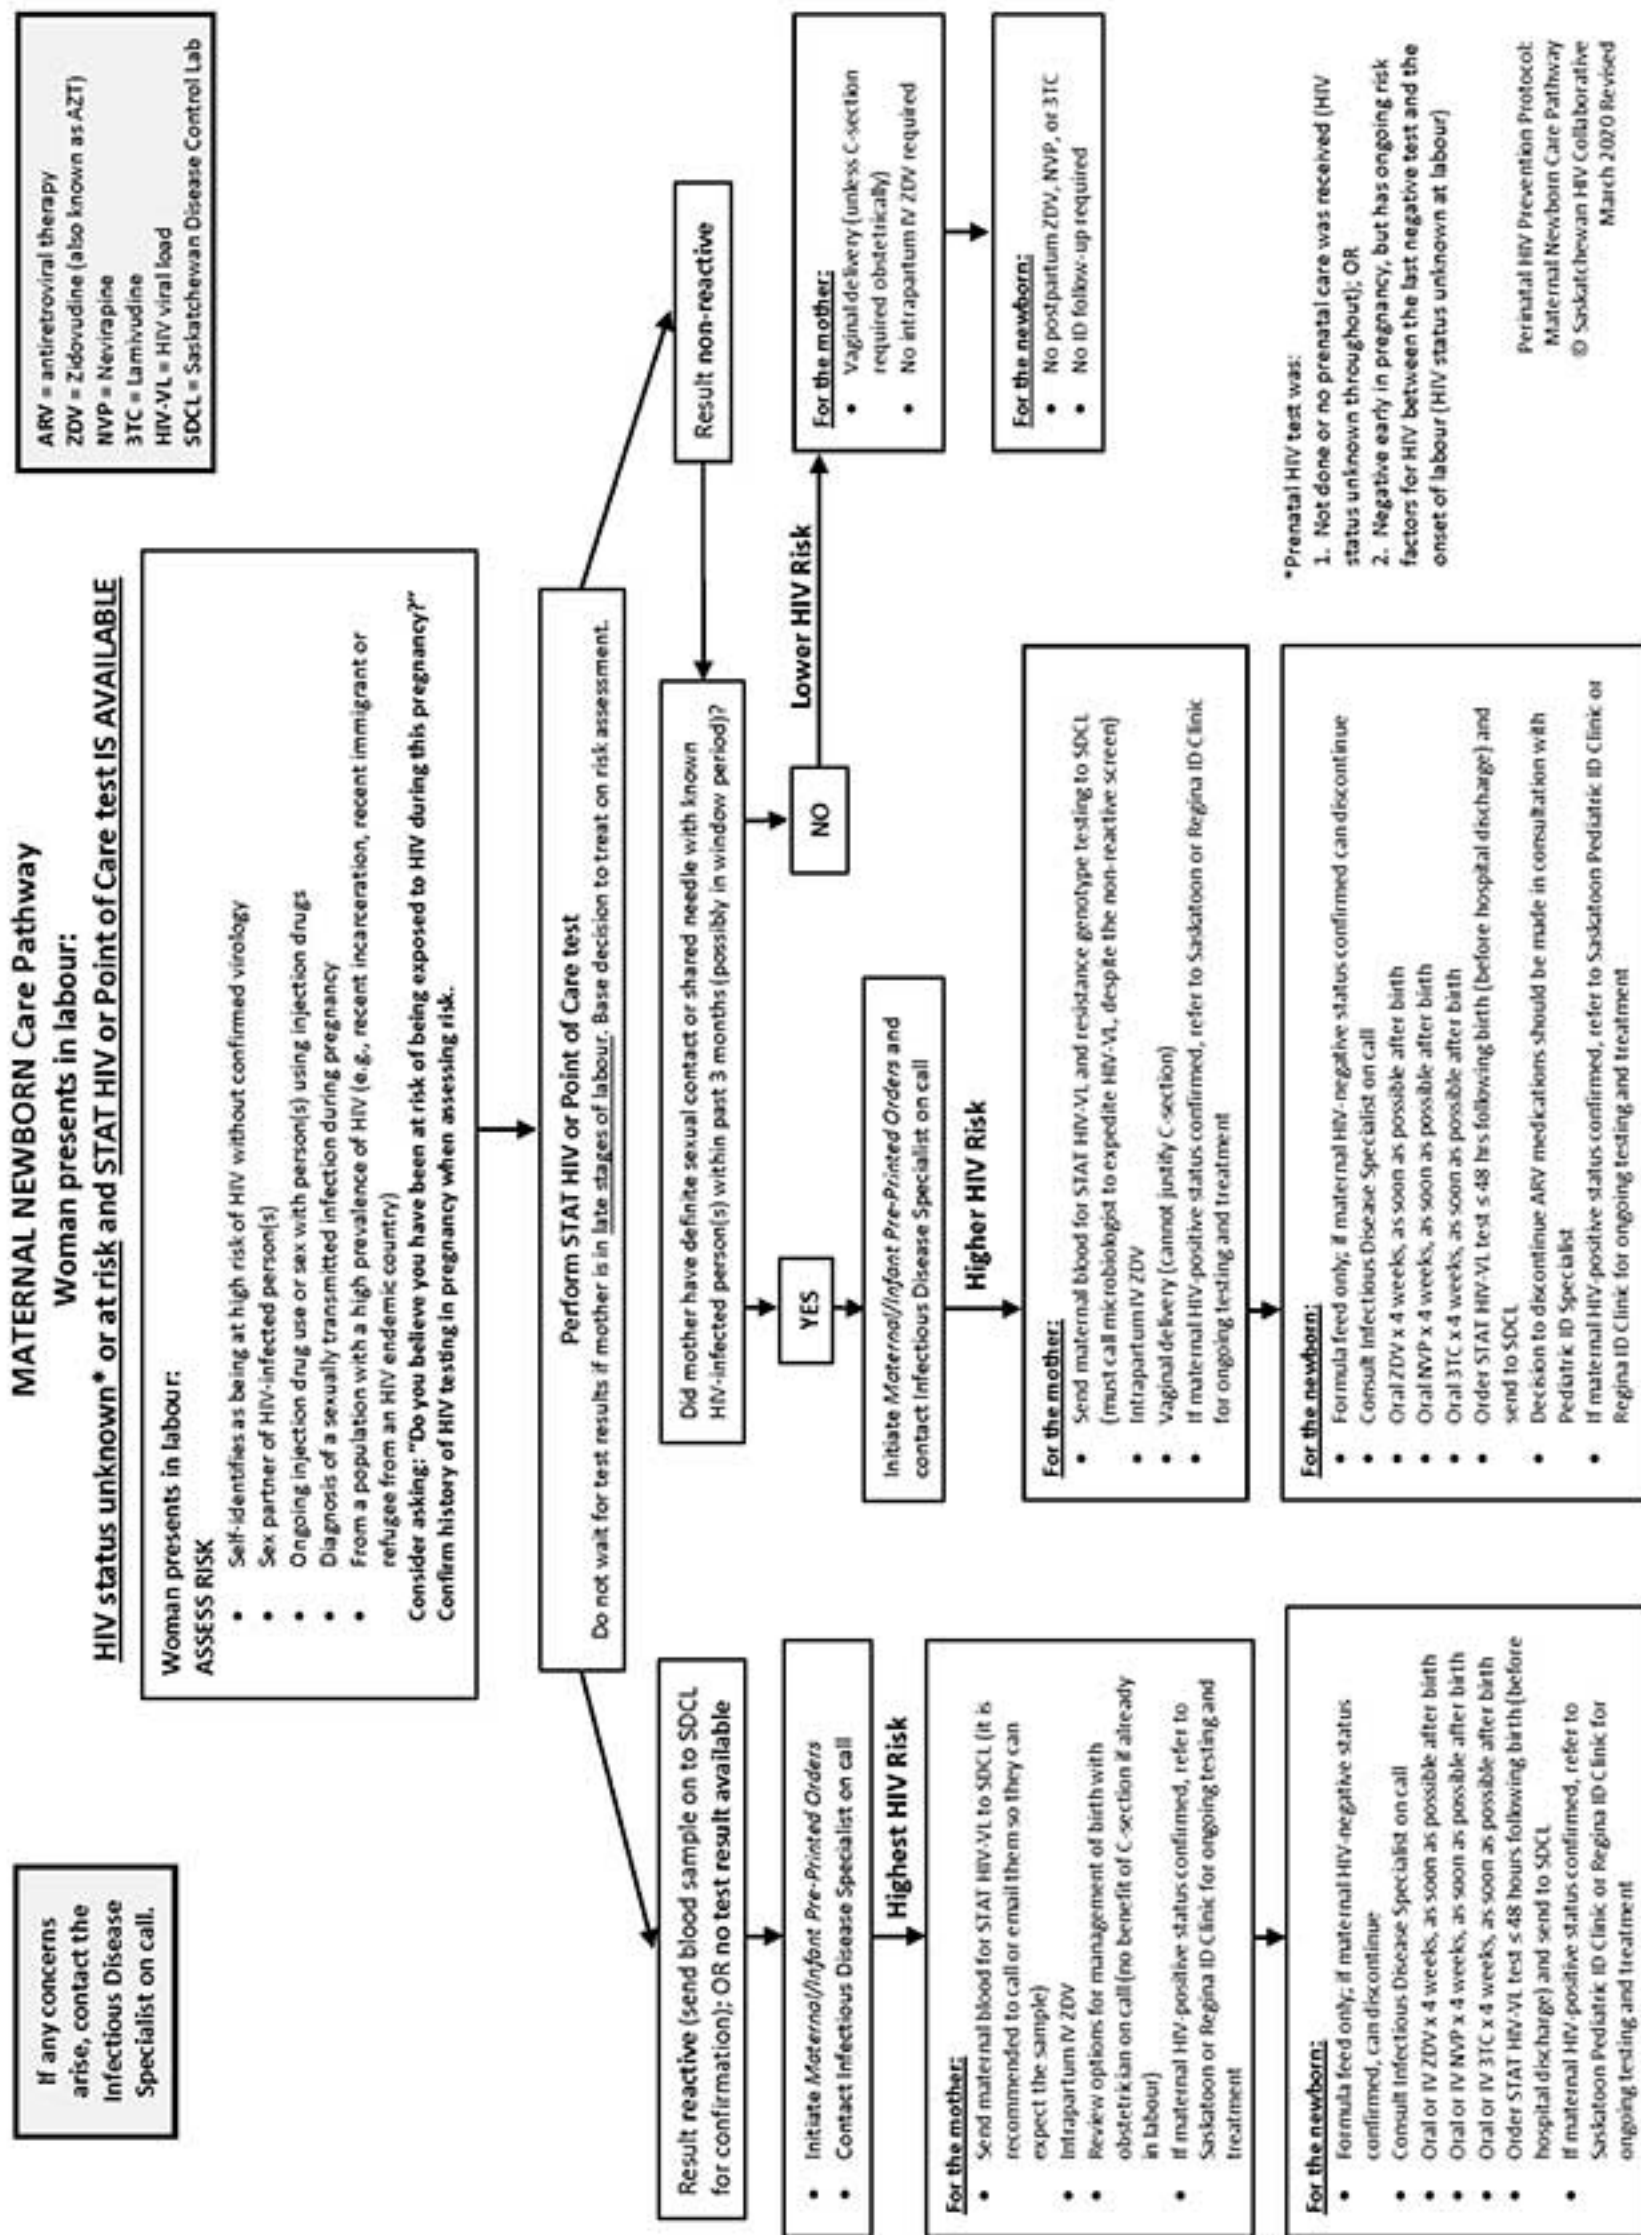 MATERNAL NEWBORN Care Pathway
Woman presents in labour:
HIV status unknown* or at risk and STAT HIV or Point of Care test IS AVAILABLE
If any concerns
arise, contact the
Infectious Disease
Specialist on call.
ARV = antiretroviral therapy
ZDV = Zidovudine (also known as AZT)
NVP = Nevirapine
3TC = Lamivudine
HIV-VL = HIV viral load
SDCL = Saskatchewan Disease Control Lab
Woman presents in labour:
ASSESS RISK
• Self-identifies as being at high risk of HIV without confirmed virology
• Sex partner of HIV-infected person(s)
• Ongoing injection drug use or sex with person(s) using injection drugs
• Diagnosis of a sexually transmitted infection during pregnancy
• From a population with a high prevalence of HIV (e.g., recent incarceration, recent immigrant or
refugee from an HIV endemic country)
Consider asking: "Do you believe you have been at risk of being exposed to HIV during this pregnancy?"
Confirm history of HIV testing in pregnancy when assessing risk.
Perform STAT HIV or Point of Care test
Do not wait for test results if mother is in late stages of labour. Base decision to treat on risk assessment.
Result reactive (send blood sample on to SDCL
for confirmation); OR no test result available
• Initiate Maternal/Infant Pre-Printed Orders
• Contact Infectious Disease Specialist on call
Highest HIV Risk
For the mother:
• Send maternal blood for STAT HIV-VL to SDCL (it is
recommended to call or email them so they can
expect the sample)
• Intrapartum IV ZDV
• Review options for management of birth with
obstetrician on call (no benefit of C-section if already
in labour)
• If maternal HIV-positive status confirmed, refer to
Saskatoon or Regina ID Clinic for ongoing testing and
treatment
For the newborn:
• Formula feed only; if maternal HIV-negative status
confirmed, can discontinue
• Consult Infectious Disease Specialist on call
• Oral or IV ZDV x 4 weeks, as soon as possible after birth
• Oral or IV NVP x 4 weeks, as soon as possible after birth
• Oral or IV 3TC x 4 weeks, as soon as possible after birth
• Order STAT HIV-VL test ≤ 48 hours following birth (before
hospital discharge) and send to SDCL
• If maternal HIV-positive status confirmed, refer to
Saskatoon Pediatric ID Clinic or Regina ID Clinic for
ongoing testing and treatment
Did mother have definite sexual contact or shared needle with known
HIV-infected person(s) within past 3 months (possibly in window period)?
YES
Initiate Maternal/Infant Pre-Printed Orders and
contact Infectious Disease Specialist on call
Higher HIV Risk
For the mother:
• Send maternal blood for STAT HIV-VL and resistance genotype testing to SDCL
(must call microbiologist to expedite HIV-VL, despite the non-reactive screen)
• Intrapartum IV ZDV
• Vaginal delivery (cannot justify C-section)
• If maternal HIV-positive status confirmed, refer to Saskatoon or Regina ID Clinic
for ongoing testing and treatment
For the newborn:
• Formula feed only; if maternal HIV-negative status confirmed can discontinue
• Consult Infectious Disease Specialist on call
• Oral ZDV x 4 weeks, as soon as possible after birth
• Oral NVP x 4 weeks, as soon as possible after birth
• Oral 3TC x 4 weeks, as soon as possible after birth
• Order STAT HIV-VL test ≤ 48 hrs following birth (before hospital discharge) and
send to SDCL
• Decision to discontinue ARV medications should be made in consultation with
Pediatric ID Specialist
• If maternal HIV-positive status confirmed, refer to Saskatoon Pediatric ID Clinic or
Regina ID Clinic for ongoing testing and treatment
Result non-reactive
NO
Lower HIV Risk
For the mother:
• Vaginal delivery (unless C-section
required obstetrically)
• No intrapartum IV ZDV required
For the newborn:
• No postpartum ZDV, NVP, or 3TC
• No ID follow-up required
*Prenatal HIV test was:
1. Not done or no prenatal care was received (HIV
status unknown throughout); OR
2. Negative early in pregnancy, but has ongoing risk
factors for HIV between the last negative test and the
onset of labour (HIV status unknown at labour)
Perinatal HIV Prevention Protocol:
Maternal Newborn Care Pathway
© Saskatchewan HIV Collaborative
March 2020 Revised